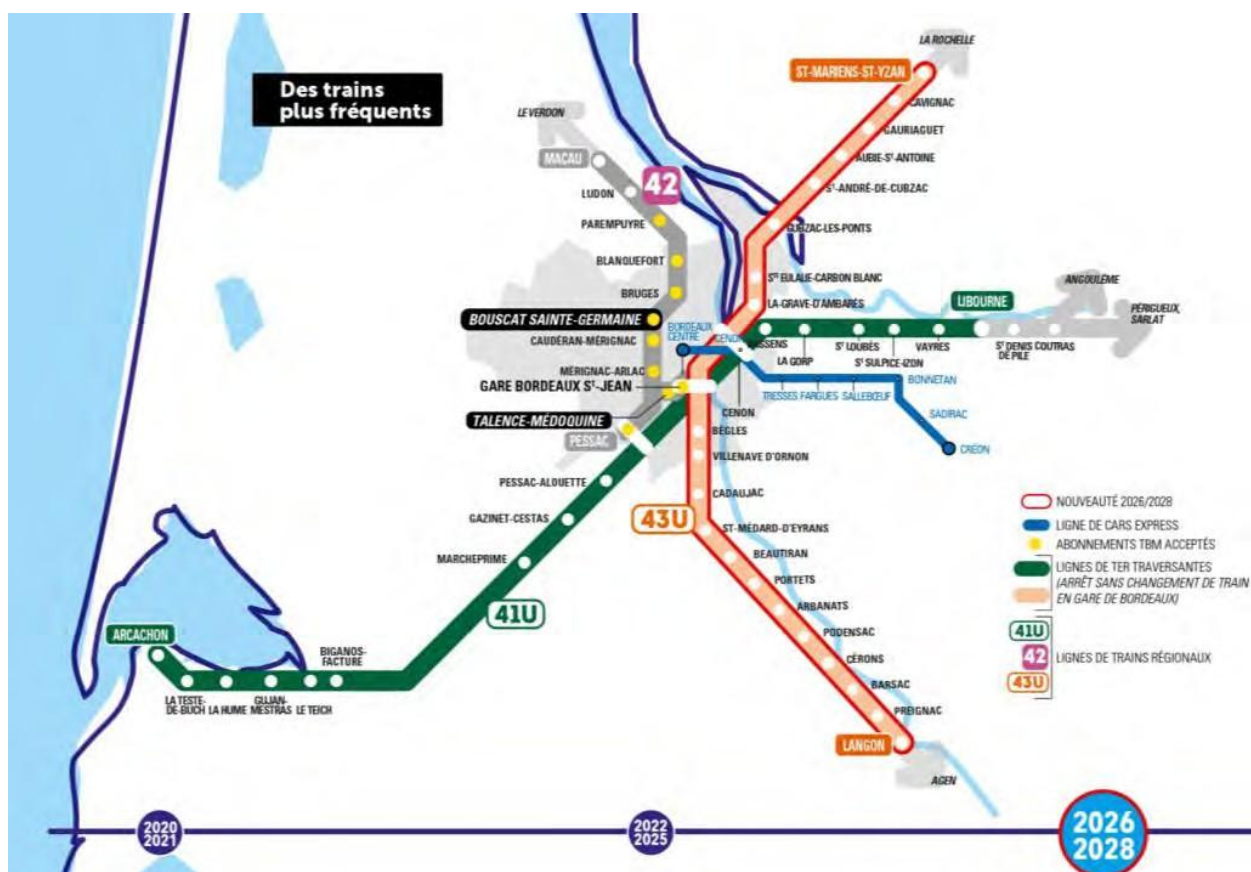 Des trains
plus fréquents
LA ROCHELLE
ST-MARIENS-ST-YZAN
CAVIGNAC
GAURIAGUET
AUBIE-ST-ANTOINE
ST-ANDRÉ-DE-CUBZAC
CUBZAC-LES-PONTS
STE EULALIE-CARBON BLANC
LA-GRAVE-D'AMBARÈS
LE VERDON
MACAU
42
LUDON
PAREMPUYRE
BLANQUEFORT
BRUGES
BOUSCAT SAINTE-GERMAINE
CAUDÉRAN-MÉRIGNAC
MÉRIGNAC-ARLAC
GARE BORDEAUX ST-JEAN
TALENCE-MÉDOQUINE
PESSAC
BORDEAUX
CENTRE
CENON
BASSENS
LA GORP
ST LOUBÈS
ST SULPICE-IZON
VAYRES
LIBOURNE
ANGOULÊME
PÉRIGUEUX,
SARLAT
ST DENIS
DE PILE
COUTRAS
CENON
TRESSES
FARGUES
SALLEBŒUF
BONNETAN
SADIRAC
CRÉON
BÈGLES
VILLENAVE D'ORNON
CADAUJAC
43U
ST-MÉDARD-D'EYRANS
BEAUTIRAN
PORTETS
ARBANATS
PODENSAC
CÉRONS
BARSAC
PREIGNAC
LANGON
AGEN
PESSAC-ALOUETTE
GAZINET-CESTAS
MARCHEPRIME
41U
ARCACHON
BIGANOS-
FACTURE
LA TESTE-
DE-BUCH
LA HUME
GUJAN-
MESTRAS
LE TEICH
NOUVEAUTÉ 2026/2028
LIGNE DE CARS EXPRESS
ABONNEMENTS TBM ACCEPTÉS
LIGNES DE TER TRAVERSANTES
(ARRÊT SANS CHANGEMENT DE TRAIN
EN GARE DE BORDEAUX)
41U
42 LIGNES DE TRAINS RÉGIONAUX
43U
2020
2021
2022
2025
2026
2028